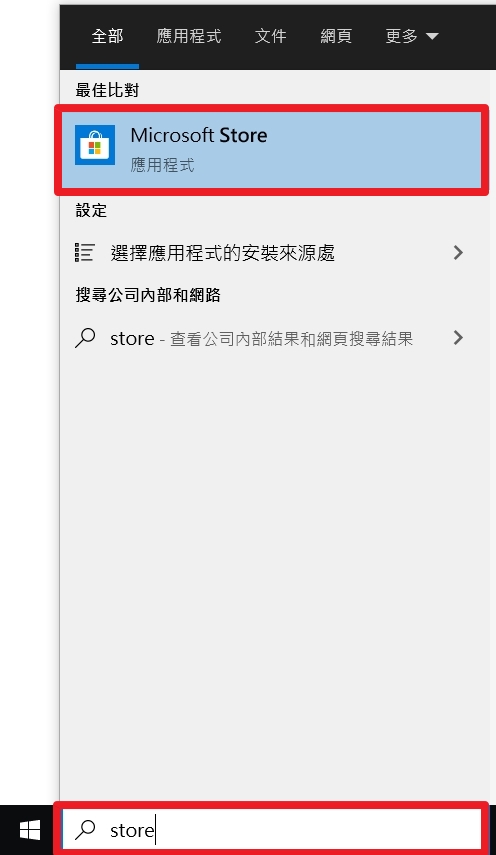 全部 應用程式 文件 網頁 更多
最佳比對
Microsoft Store
應用程式
設定
選擇應用程式的安裝來源處
搜尋公司內部和網路
store - 查看公司內部結果和網頁搜尋結果
store